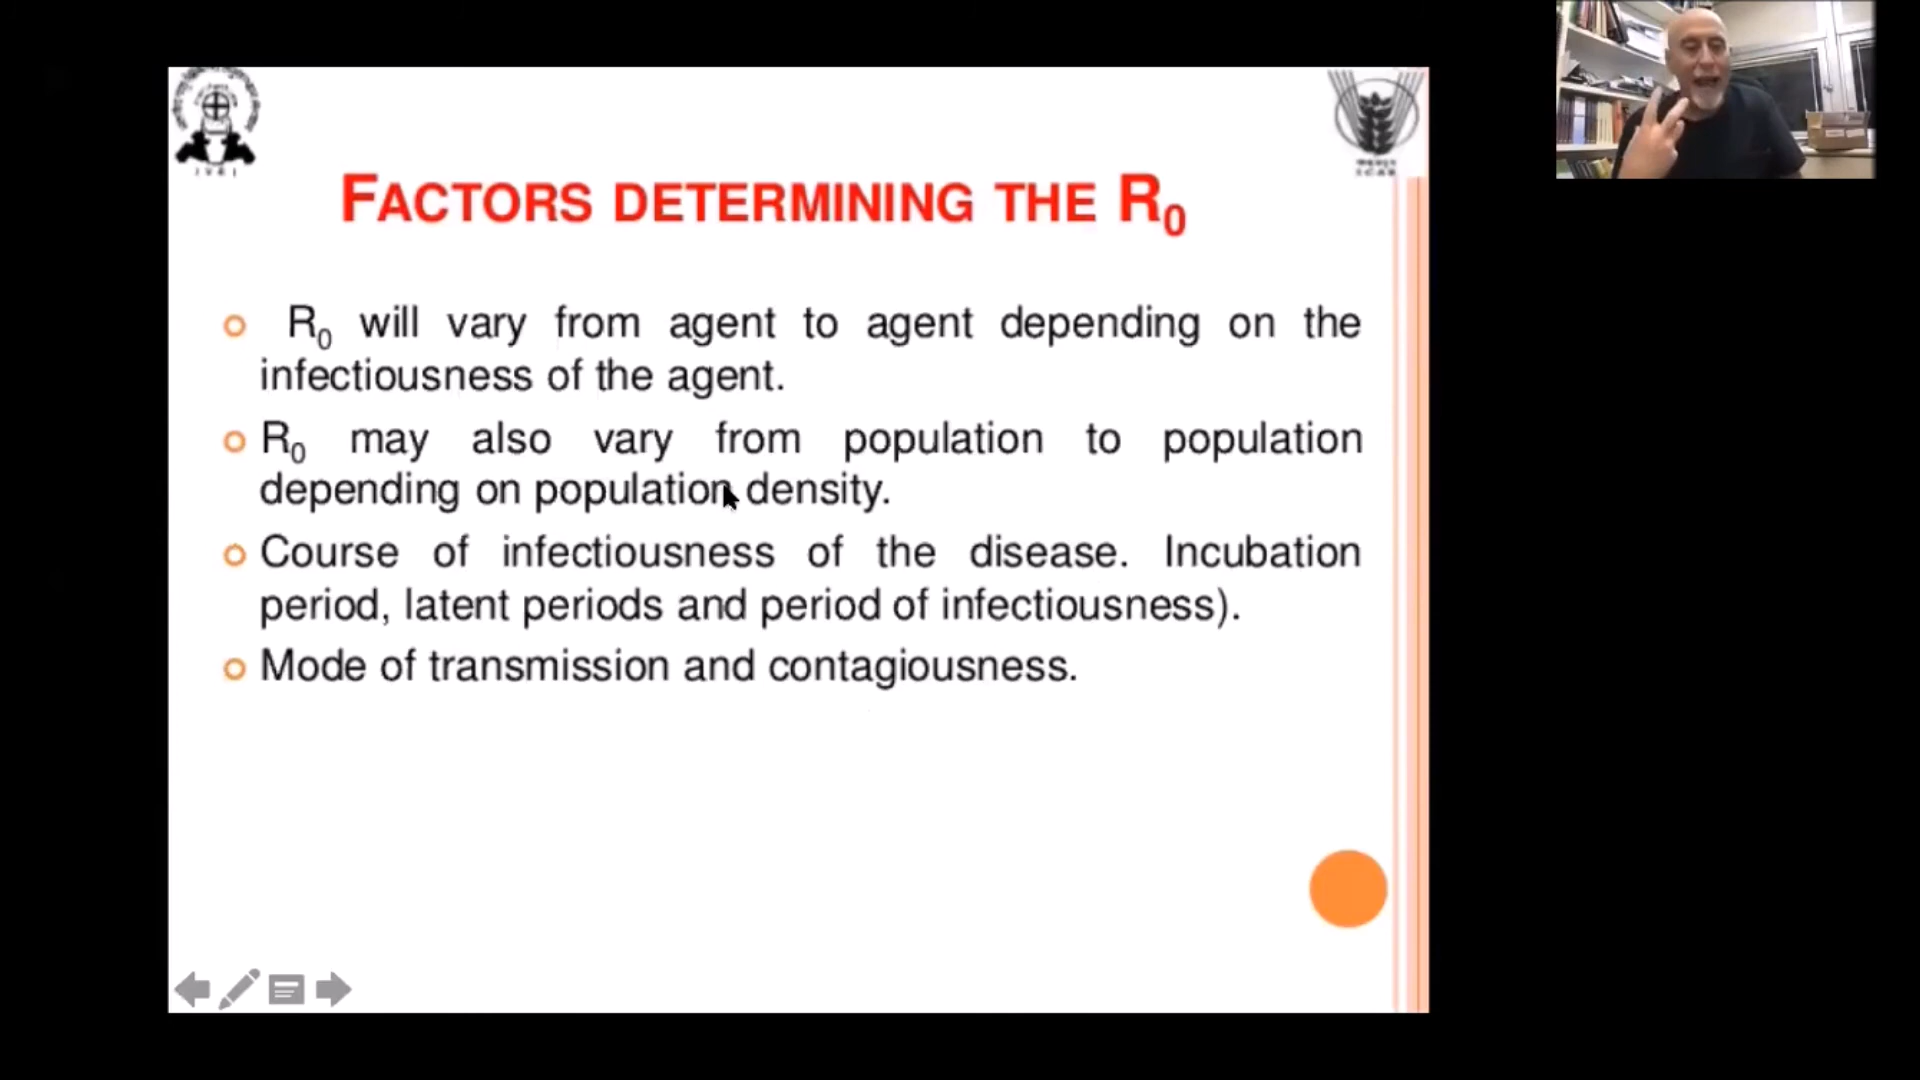 FACTORS DETERMINING THE R0
R0 will vary from agent to agent depending on the
infectiousness of the agent.
R0 may also vary from population to population
depending on population density.
Course of infectiousness of the disease. Incubation
period, latent periods and period of infectiousness).
Mode of transmission and contagiousness.